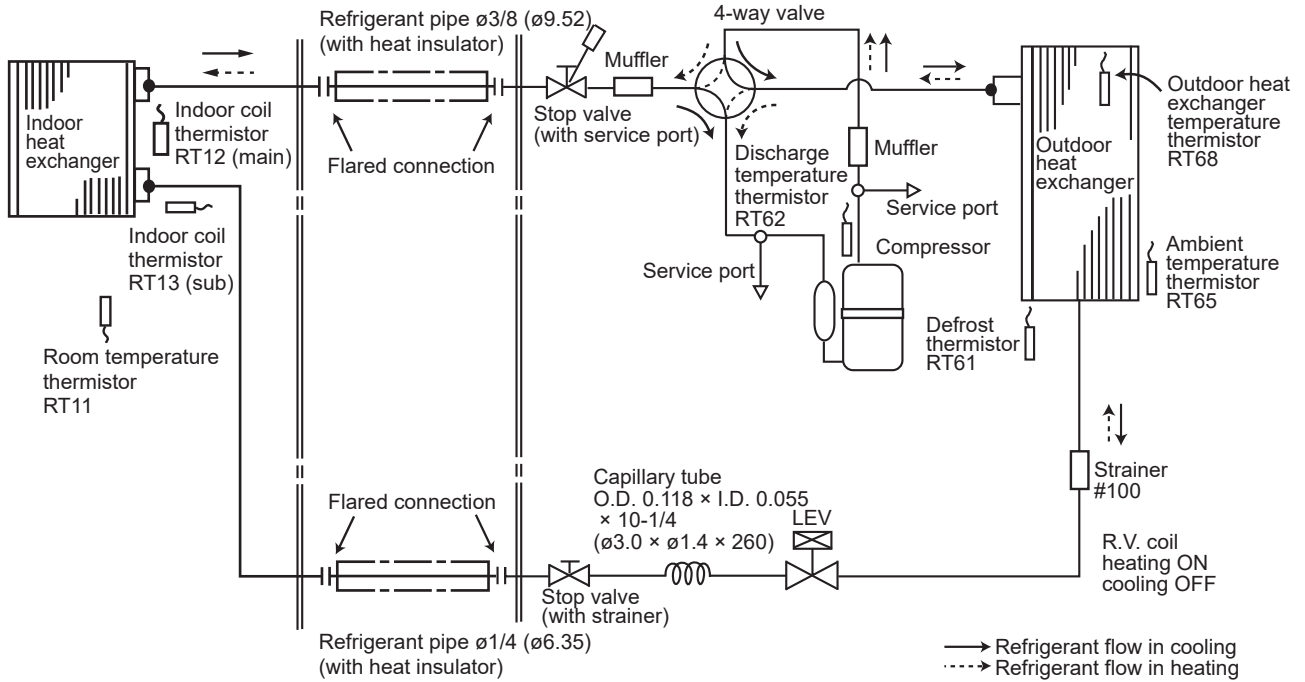 Refrigerant pipe ø3/8 (ø9.52)
(with heat insulator)
4-way valve
Muffler
Stop valve
(with service port)
Indoor
heat
exchanger
Indoor coil
thermistor
RT12 (main)
Flared connection
Discharge
temperature
thermistor
RT62
Muffler
Service port
Outdoor
heat
exchanger
Outdoor heat
exchanger
temperature
thermistor
RT68
Indoor coil
thermistor
RT13 (sub)
Service port
Compressor
Ambient
temperature
thermistor
RT65
Defrost
thermistor
RT61
Room temperature
thermistor
RT11
Flared connection
Capillary tube
O.D. 0.118 × I.D. 0.055
× 10-1/4
(ø3.0 × ø1.4 × 260)
LEV
Strainer
#100
R.V. coil
heating ON
cooling OFF
Stop valve
(with strainer)
Refrigerant pipe ø1/4 (ø6.35)
(with heat insulator)
Refrigerant flow in cooling
Refrigerant flow in heating